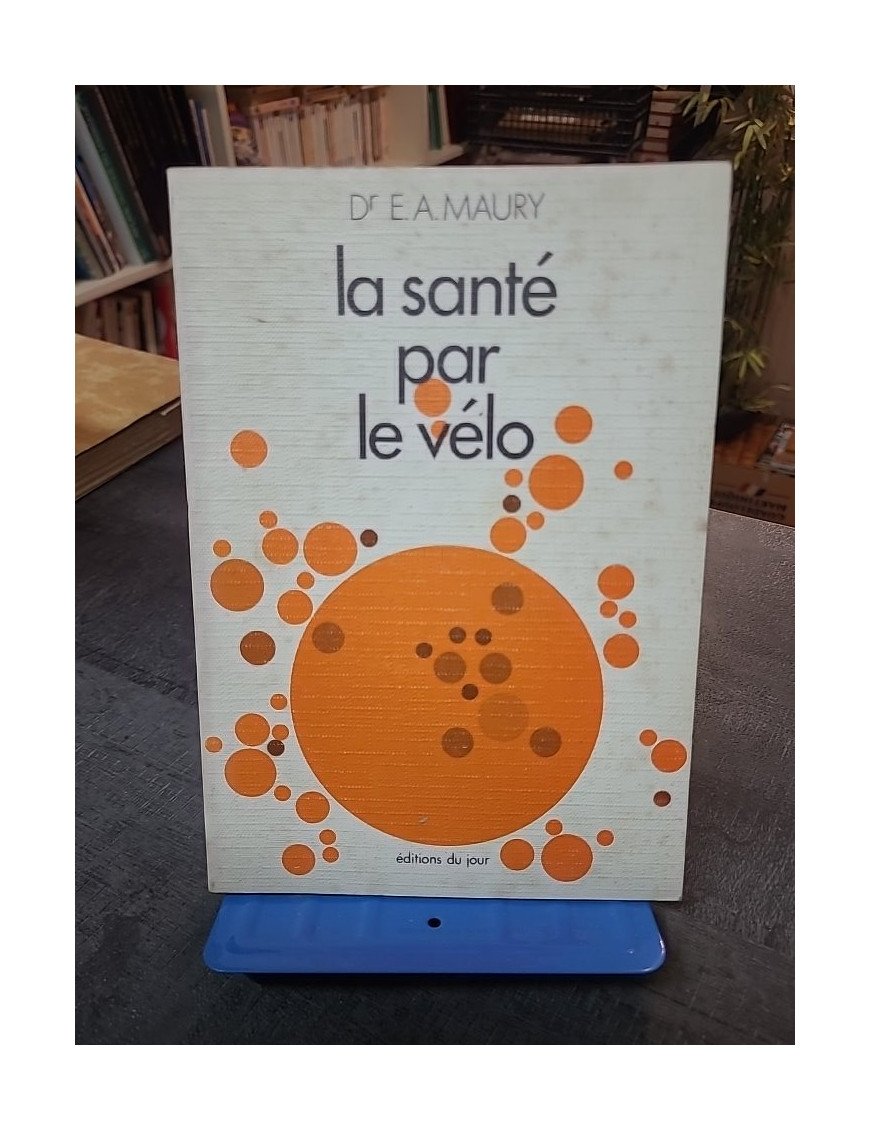 Dr E.A. MAURY
la santé
par
le vélo
éditions du jour